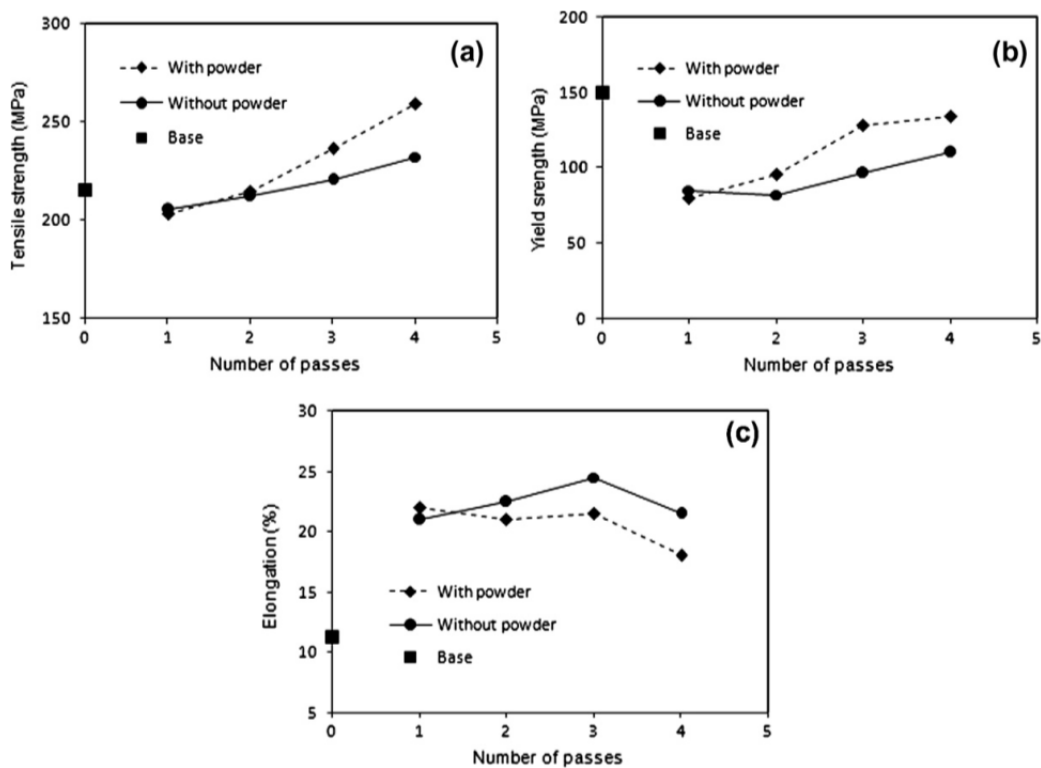 300
250
200
150
Tensile strength (MPa)
(a)
With powder
Without powder
Base
0 1 2 3 4 5
Number of passes
200
150
100
50
0
Yield srength (MPa)
(b)
With powder
Without powder
Base
0 1 2 3 4 5
Number of passes
30
25
20
15
10
5
Elongation (%)
(c)
With powder
Without powder
Base
0 1 2 3 4 5
Number of passes